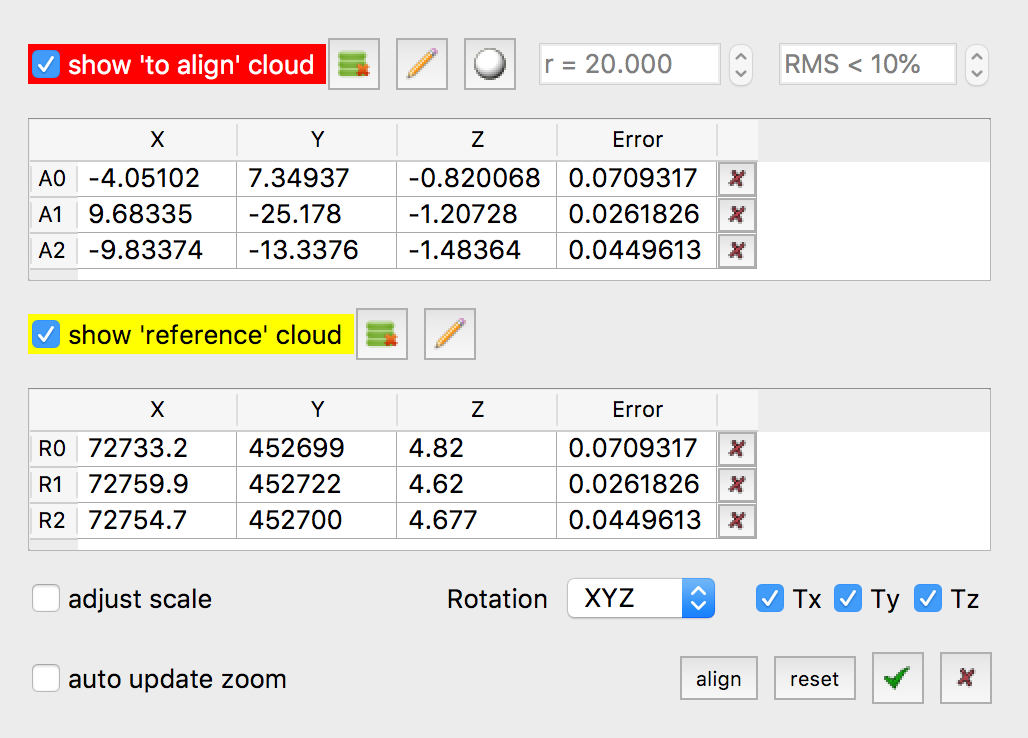 show 'to align' cloud r = 20.000 RMS < 10%
X Y Z Error
A0 -4.05102 7.34937 -0.820068 0.0709317
A1 9.68335 -25.178 -1.20728 0.0261826
A2 -9.83374 -13.3376 -1.48364 0.0449613
show 'reference' cloud
X Y Z Error
R0 72733.2 452699 4.82 0.0709317
R1 72759.9 452722 4.62 0.0261826
R2 72754.7 452700 4.677 0.0449613
adjust scale Rotation XYZ Tx Ty Tz
auto update zoom align reset